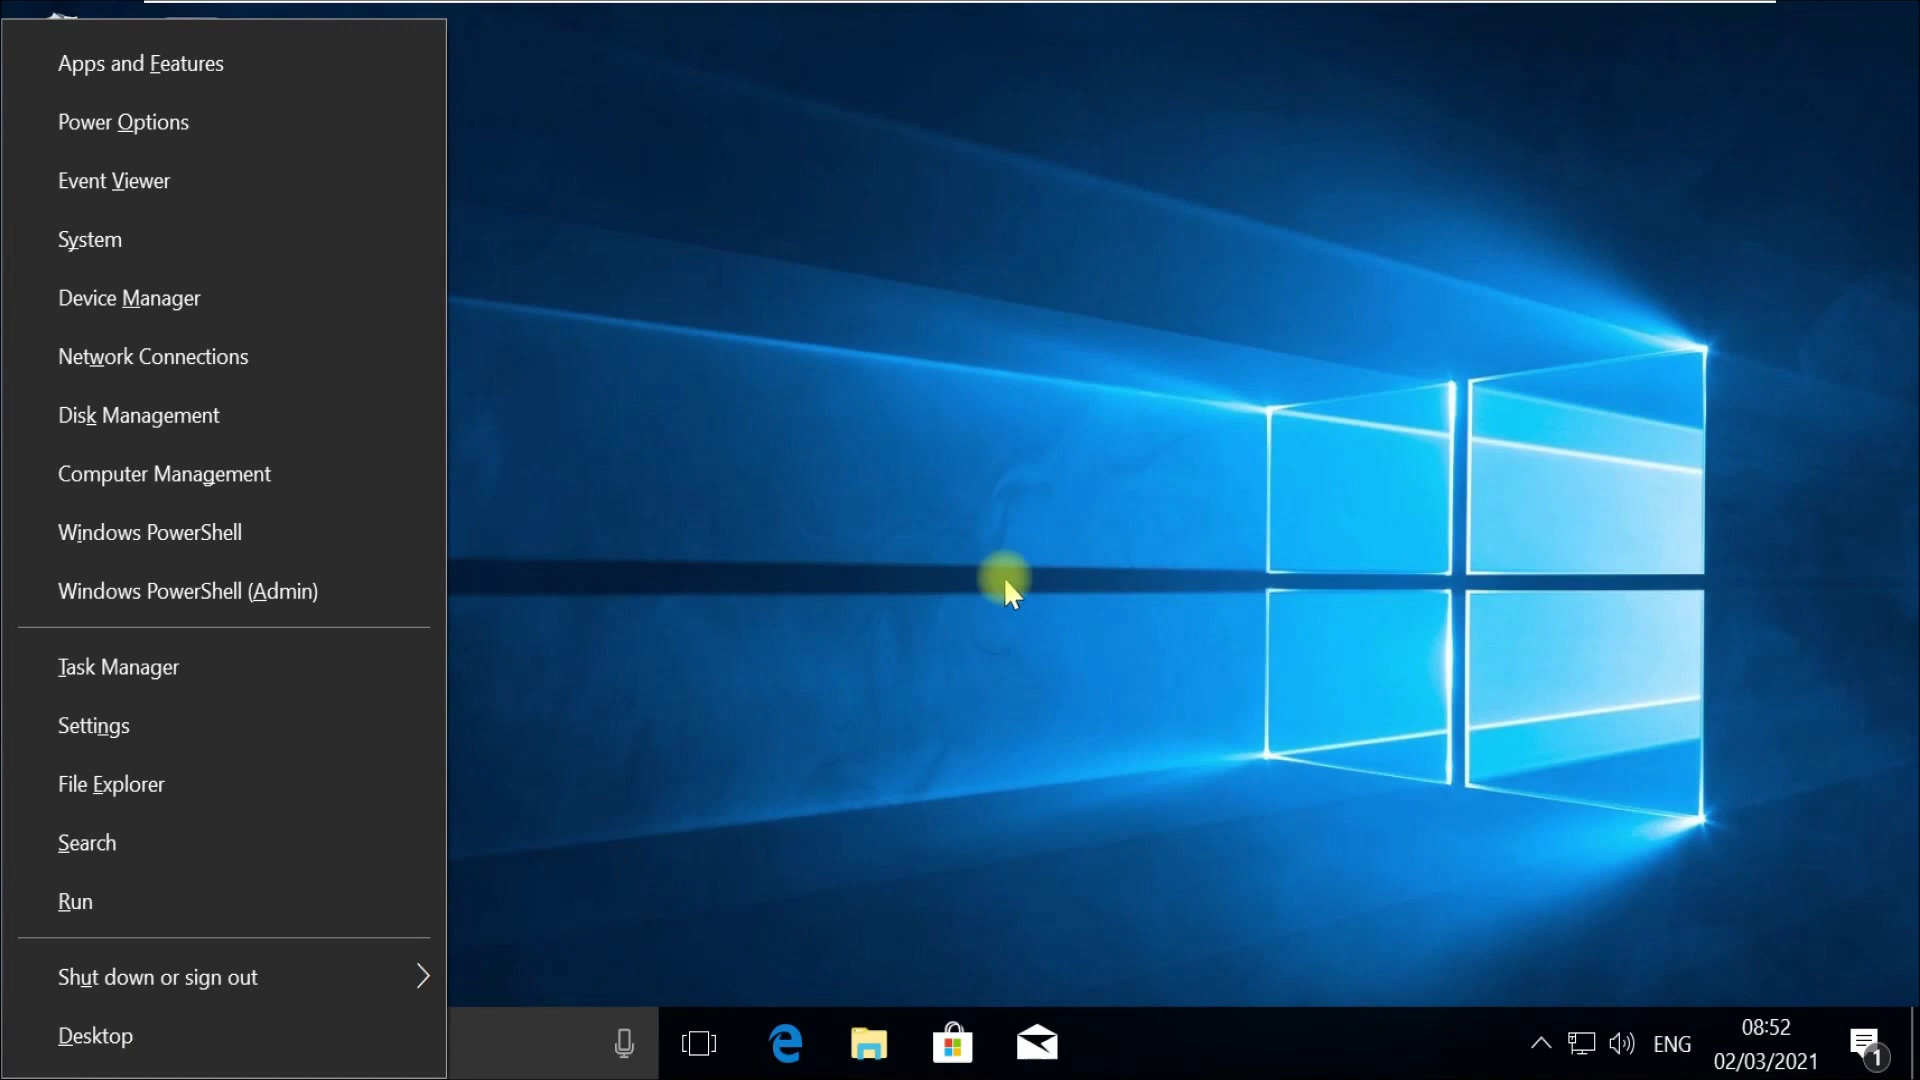 Apps and Features
Power Options
Event Viewer
System
Device Manager
Network Connections
Disk Management
Computer Management
Windows PowerShell
Windows PowerShell (Admin)
Task Manager
Settings
File Explorer
Search
Run
Shut down or sign out
Desktop
ENG
08:52
02/03/2021
1